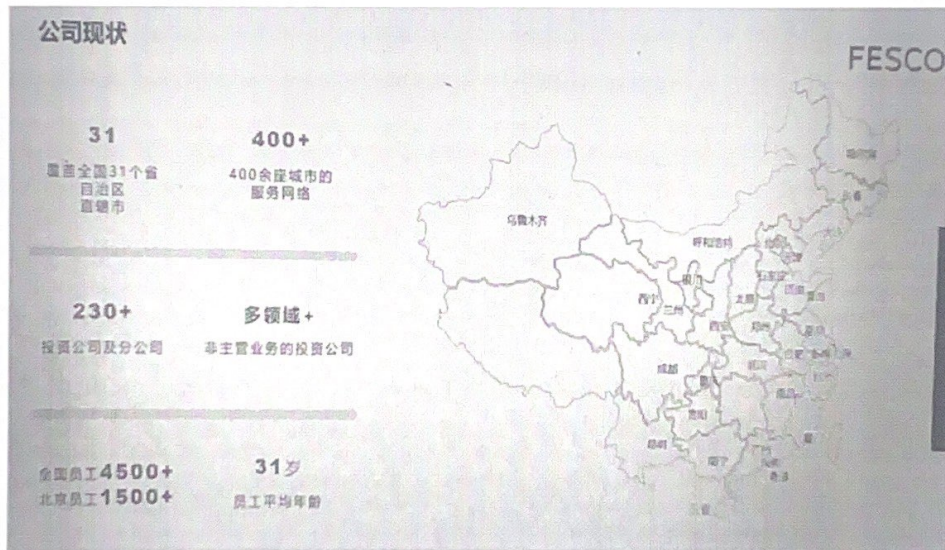 公司现状
FESCO
31
覆盖全国31个省
自治区
直辖市
400+
400余座城市的
服务网络
230+
投资公司及分公司
多领域+
非主营业务的投资公司
全国员工4500+
北京员工1500+
31岁
员工平均年龄
哈尔滨
长春
乌鲁木齐
呼和浩特
银川
石家庄
西宁
兰州
太原
西安
郑州
成都
合肥
武汉
贵阳
昆明
南宁